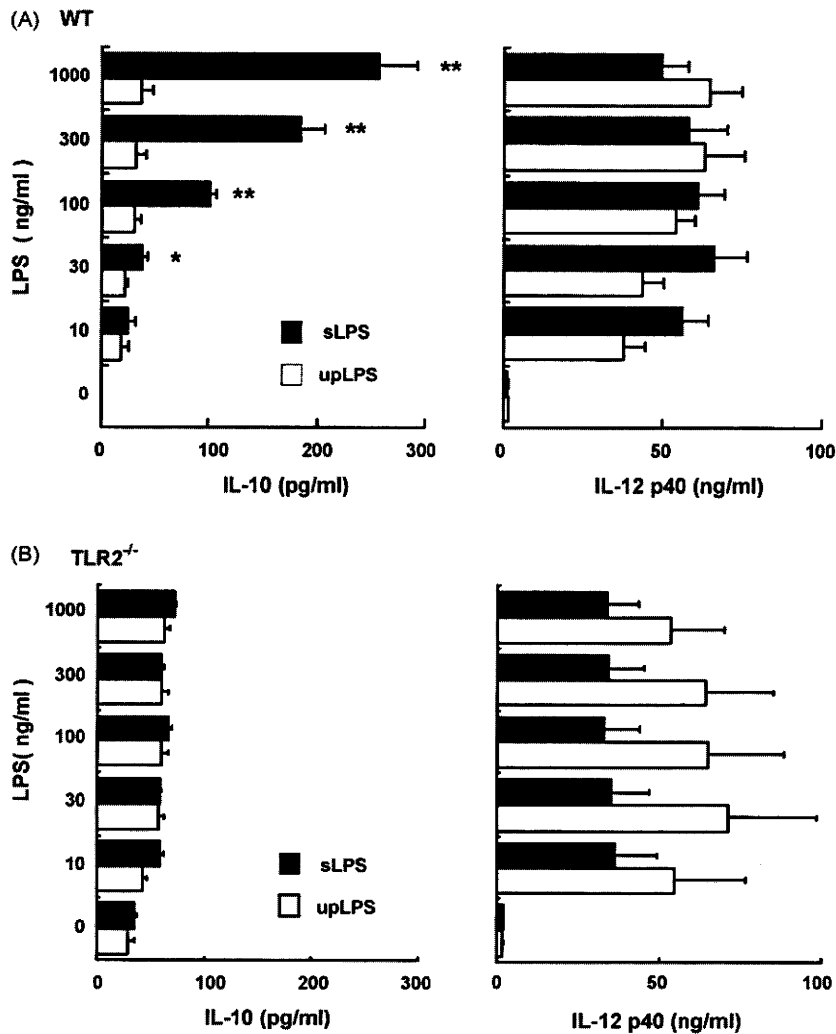 (A) WT
LPS ( ng/ml )
1000
300
100
30
10
0
**
**
**
*
sLPS
upLPS
0 100 200 300
IL-10 (pg/ml)
0 50 100
IL-12 p40 (ng/ml)
(B) TLR2-/-
LPS( ng/ml )
1000
300
100
30
10
0
sLPS
upLPS
0 100 200 300
IL-10 (pg/ml)
0 50 100
IL-12 p40 (ng/ml)